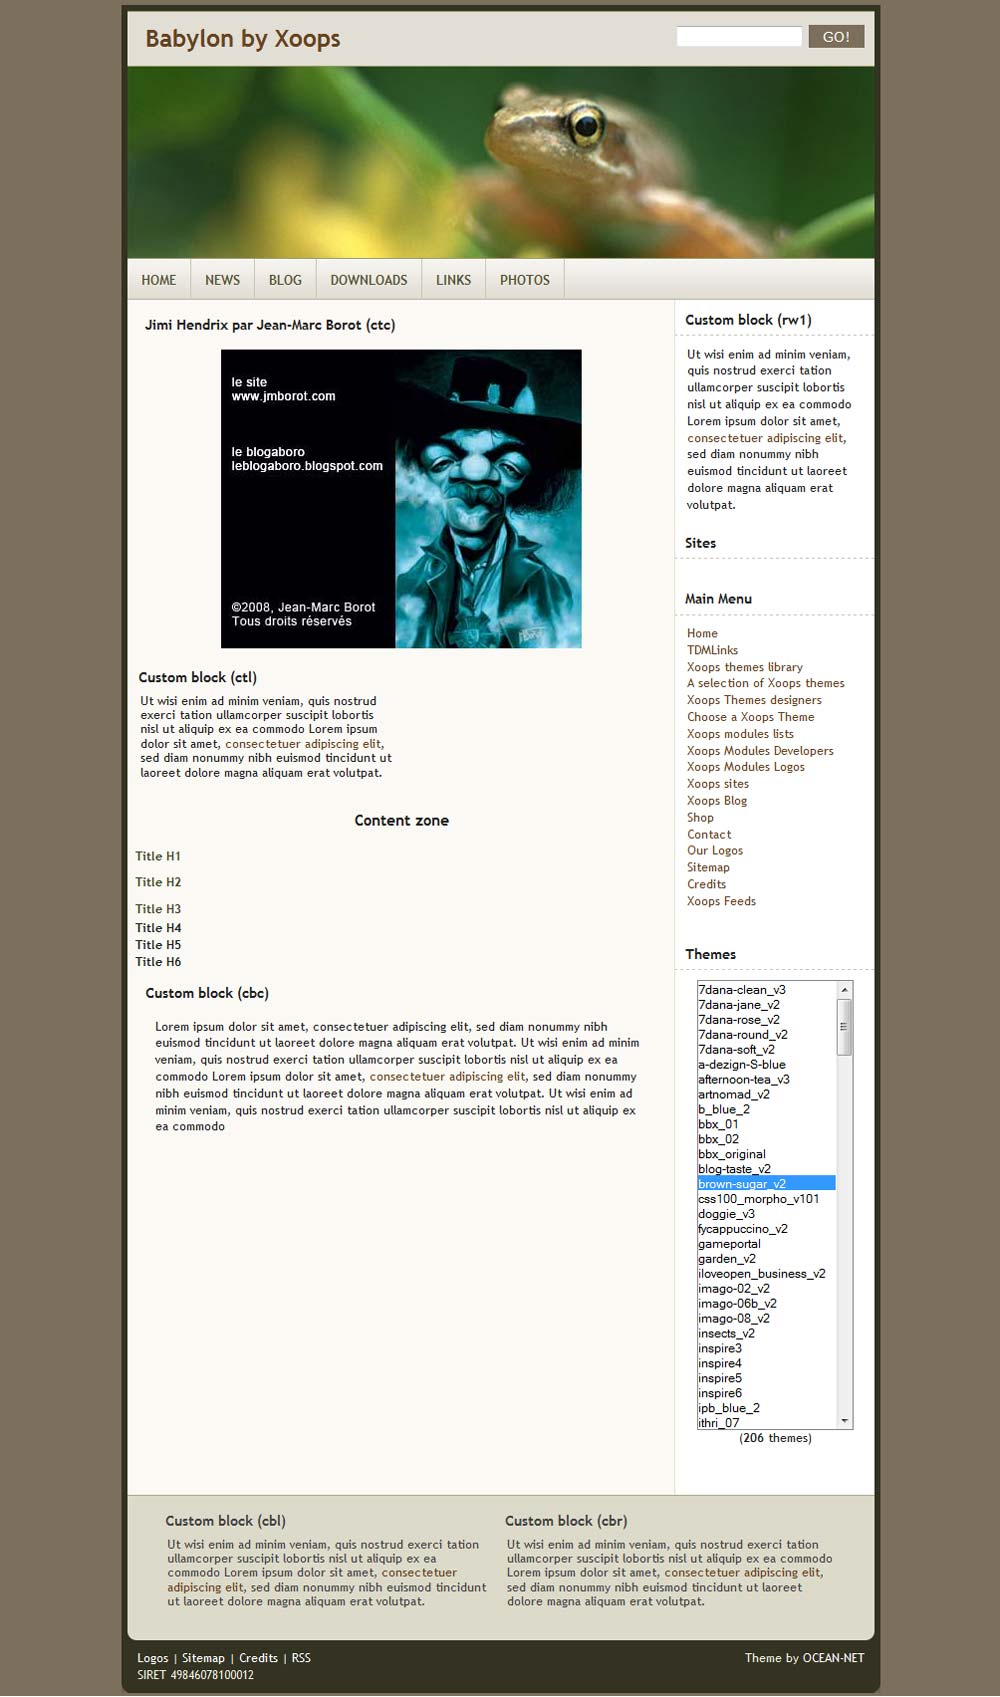 Babylon by Xoops
GO!
HOME
NEWS
BLOG
DOWNLOADS
LINKS
PHOTOS
Jimi Hendrix par Jean-Marc Borot (ctc)
le site
www.jmborot.com
le blogaboro
leblogaboro.blogspot.com
©2008, Jean-Marc Borot
Tous droits réservés
Custom block (ctl)
Ut wisi enim ad minim veniam, quis nostrud
exerci tation ullamcorper suscipit lobortis
nisl ut aliquip ex ea commodo Lorem ipsum
dolor sit amet, consectetuer adipiscing elit,
sed diam nonummy nibh euismod tincidunt ut
laoreet dolore magna aliquam erat volutpat.
Content zone
Title H1
Title H2
Title H3
Title H4
Title H5
Title H6
Custom block (cbc)
Lorem ipsum dolor sit amet, consectetuer adipiscing elit, sed diam nonummy nibh
euismod tincidunt ut laoreet dolore magna aliquam erat volutpat. Ut wisi enim ad minim
veniam, quis nostrud exerci tation ullamcorper suscipit lobortis nisl ut aliquip ex ea
commodo Lorem ipsum dolor sit amet, consectetuer adipiscing elit, sed diam nonummy
nibh euismod tincidunt ut laoreet dolore magna aliquam erat volutpat. Ut wisi enim ad
minim veniam, quis nostrud exerci tation ullamcorper suscipit lobortis nisl ut aliquip ex
ea commodo
Custom block (rw1)
Ut wisi enim ad minim veniam,
quis nostrud exerci tation
ullamcorper suscipit lobortis
nisl ut aliquip ex ea commodo
Lorem ipsum dolor sit amet,
consectetuer adipiscing elit,
sed diam nonummy nibh
euismod tincidunt ut laoreet
dolore magna aliquam erat
volutpat.
Sites
Main Menu
Home
TDMLinks
Xoops themes library
A selection of Xoops themes
Xoops Themes designers
Choose a Xoops Theme
Xoops modules lists
Xoops Modules Developers
Xoops Modules Logos
Xoops sites
Xoops Blog
Shop
Contact
Our Logos
Sitemap
Credits
Xoops Feeds
Themes
7dana-clean_v3
7dana-jane_v2
7dana-rose_v2
7dana-round_v2
7dana-soft_v2
a-dezign-S-blue
afternoon-tea_v3
artnomad_v2
b_blue_2
bbx_01
bbx_02
bbx_original
blog-taste_v2
brown-sugar_v2
css100_morpho_v101
doggie_v3
fycappuccino_v2
gameportal
garden_v2
iloveopen_business_v2
imago-02_v2
imago-06b_v2
imago-08_v2
insects_v2
inspire3
inspire4
inspire5
inspire6
ipb_blue_2
ithri_07
(206 themes)
Custom block (cbl)
Ut wisi enim ad minim veniam, quis nostrud exerci tation
ullamcorper suscipit lobortis nisl ut aliquip ex ea
commodo Lorem ipsum dolor sit amet, consectetuer
adipiscing elit, sed diam nonummy nibh euismod tincidunt
ut laoreet dolore magna aliquam erat volutpat.
Custom block (cbr)
Ut wisi enim ad minim veniam, quis nostrud exerci tation
ullamcorper suscipit lobortis nisl ut aliquip ex ea commodo
Lorem ipsum dolor sit amet, consectetuer adipiscing elit,
sed diam nonummy nibh euismod tincidunt ut laoreet
dolore magna aliquam erat volutpat.
Logos | Sitemap | Credits | RSS
SIRET 49846078100012
Theme by OCEAN-NET